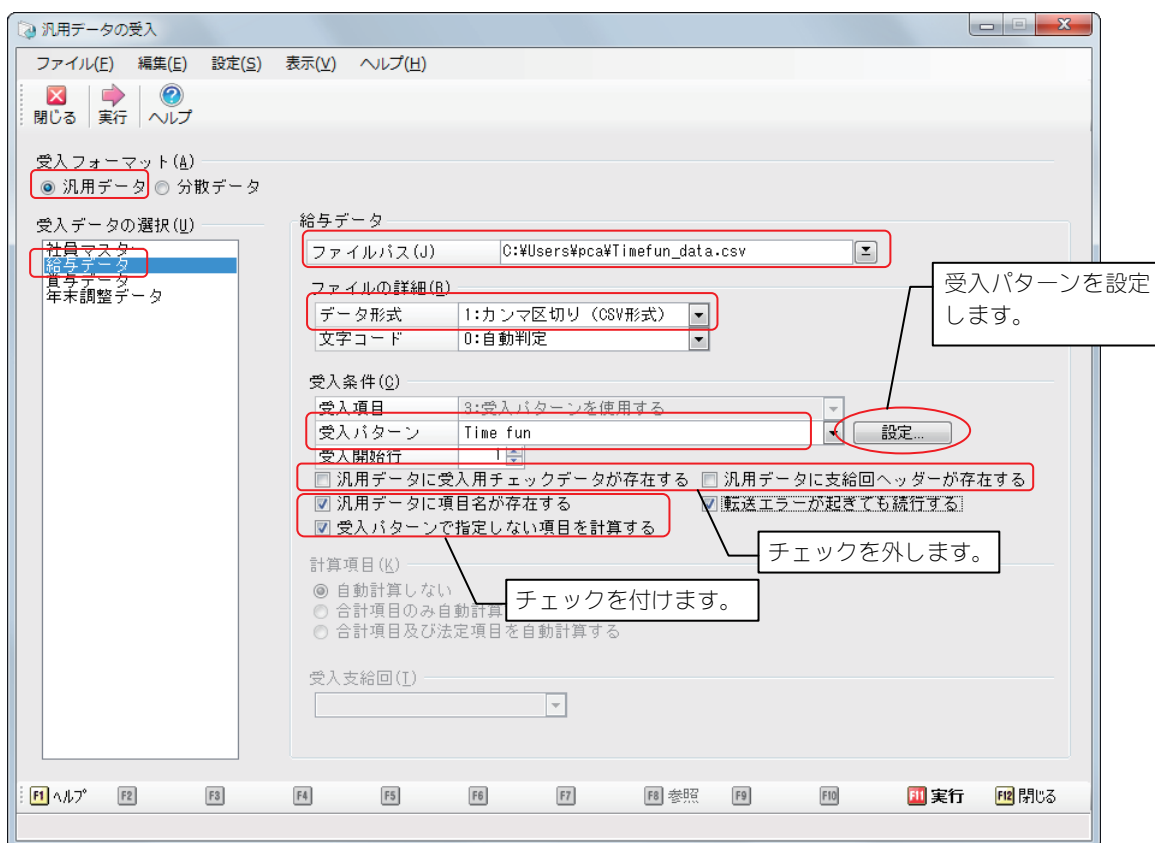 汎用データの受入
ファイル(F) 編集(E) 設定(S) 表示(V) ヘルプ(H)
閉じる 実行 ヘルプ
受入フォーマット(A)
汎用データ 分散データ
受入データの選択(U)
社員マスター
給与データ
賞与データ
年末調整データ
給与データ
ファイルパス(J) C:¥Users¥pca¥Timefun_data.csv
ファイルの詳細(B)
データ形式 1:カンマ区切り (CSV形式)
文字コード 0:自動判定
受入パターンを設定
します。
受入条件(C)
受入項目 3:受入パターンを使用する
受入パターン Time fun 設定...
受入開始行 1
汎用データに受入用チェックデータが存在する 汎用データに支給回ヘッダーが存在する
汎用データに項目名が存在する 転送エラーが起きても続行する
受入パターンで指定しない項目を計算する
チェックを外します。
計算項目(K)
自動計算しない
チェックを付けます。
合計項目のみ自動計算
合計項目及び法定項目を自動計算する
受入支給回(T)
F1 ヘルプ F2 F3 F4 F5 F6 F7 F8 参照 F9 F10 F11 実行 F12 閉じる